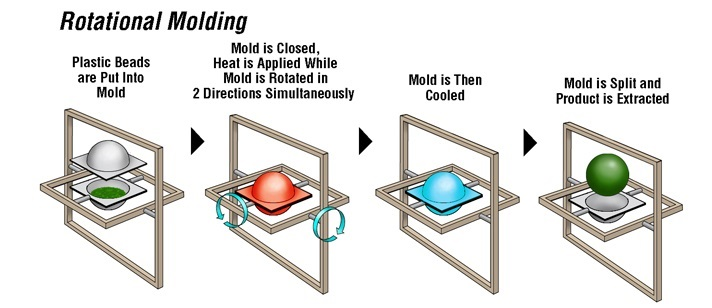 Rotational Molding
Plastic Beads
are Put Into
Mold
Mold is Closed,
Heat is Applied While
Mold is Rotated in
2 Directions Simultaneously
Mold is Then
Cooled
Mold is Split and
Product is Extracted